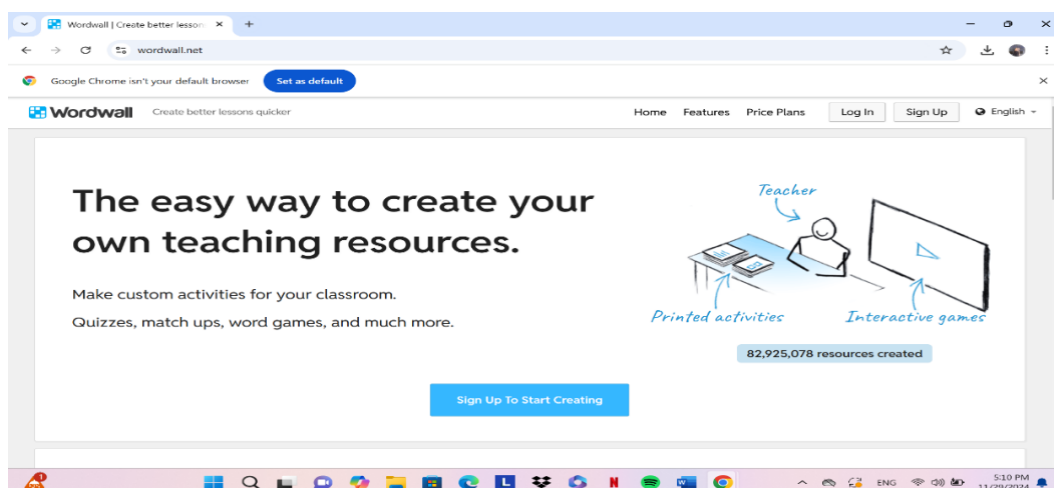 Wordwall | Create better lesson
wordwall.net
Google Chrome isn't your default browser Set as default
Wordwall Create better lessons quicker Home Features Price Plans Log In Sign Up English
The easy way to create your
own teaching resources.
Make custom activities for your classroom.
Quizzes, match ups, word games, and much more.
Teacher
Printed activities
Interactive games
82,925,078 resources created
Sign Up To Start Creating
ENG
5:10 PM
11/29/2024